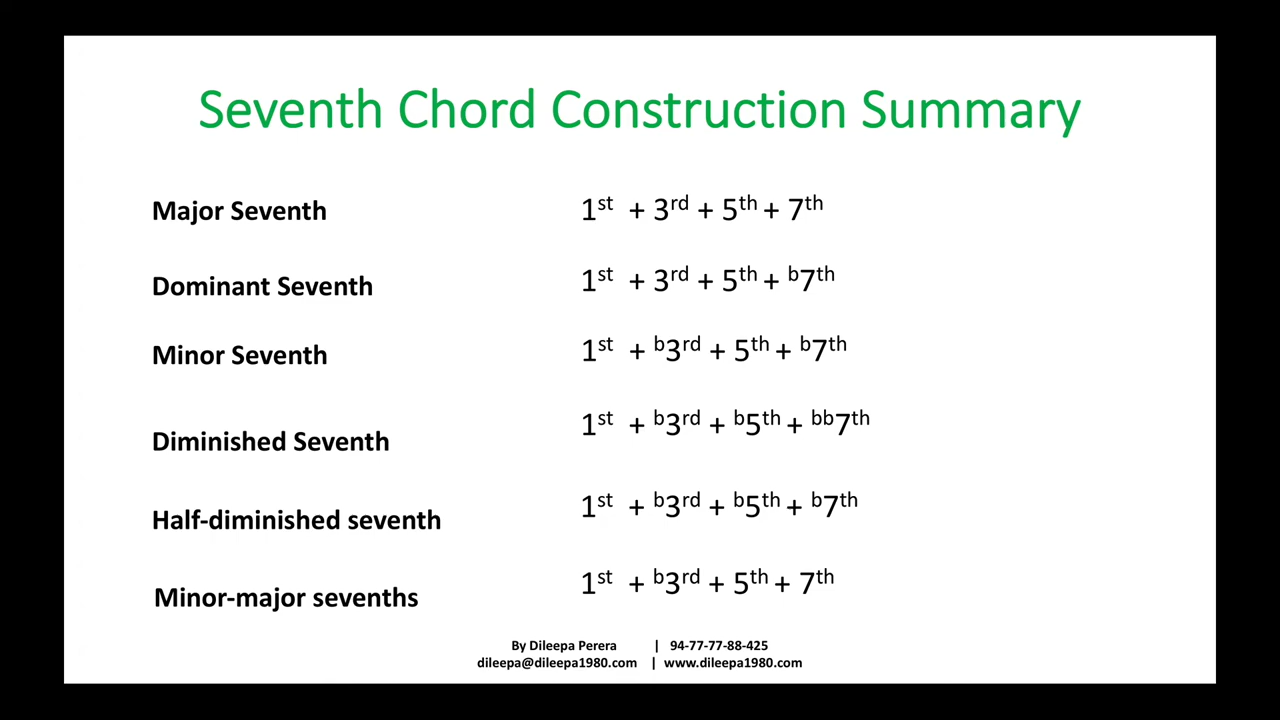 Seventh Chord Construction Summary
Major Seventh 1st + 3rd + 5th + 7th
Dominant Seventh 1st + 3rd + 5th + b7th
Minor Seventh 1st + b3rd + 5th + b7th
Diminished Seventh 1st + b3rd + b5th + bb7th
Half-diminished seventh 1st + b3rd + b5th + b7th
Minor-major sevenths 1st + b3rd + 5th + 7th
By Dileepa Perera | 94-77-77-88-425
dileepa@dileepa1980.com | www.dileepa1980.com